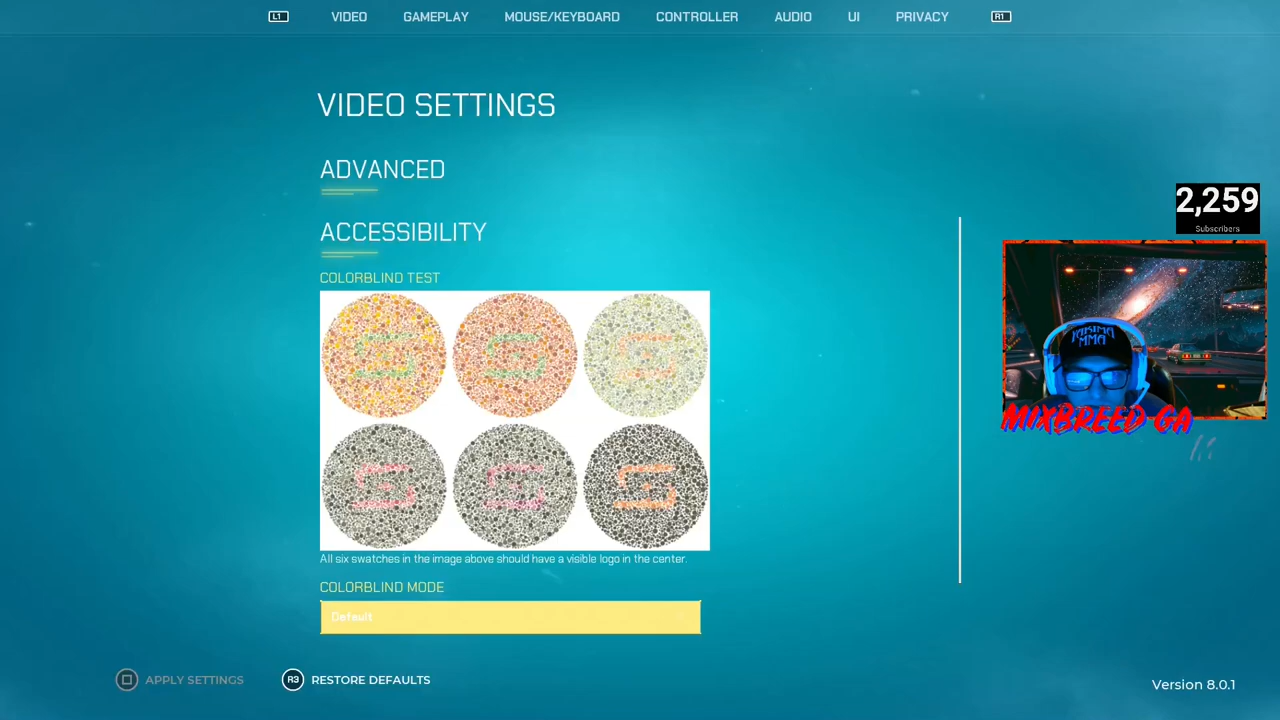 L1 VIDEO GAMEPLAY MOUSE/KEYBOARD CONTROLLER AUDIO UI PRIVACY R1
VIDEO SETTINGS
ADVANCED
ACCESSIBILITY
COLORBLIND TEST
All six swatches in the image above should have a visible logo in the center.
COLORBLIND MODE
Default
APPLY SETTINGS
R3 RESTORE DEFAULTS
Version 8.0.1
2,259
Subscribers
YAKIMA
MMA
MIXBREED GA